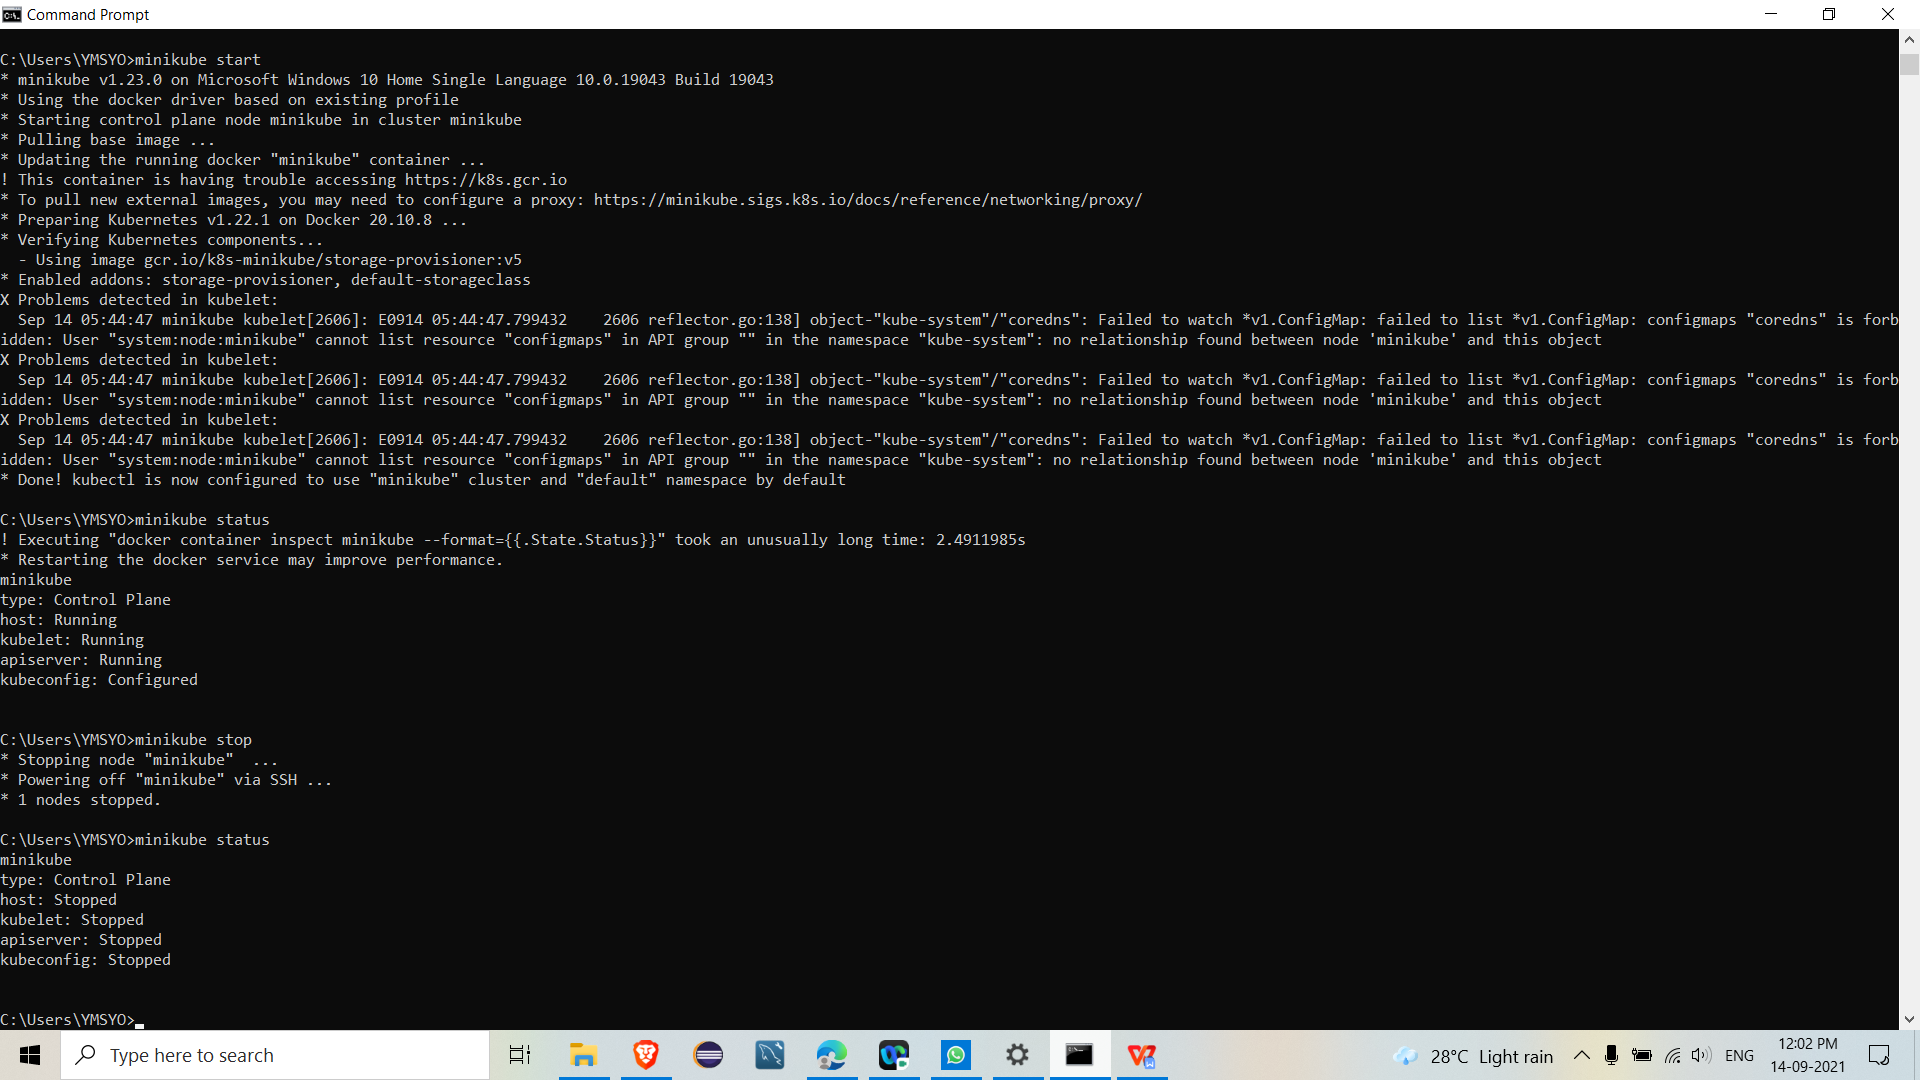 Command Prompt
C:\Users\YMSYO>minikube start
* minikube v1.23.0 on Microsoft Windows 10 Home Single Language 10.0.19043 Build 19043
* Using the docker driver based on existing profile
* Starting control plane node minikube in cluster minikube
* Pulling base image ...
* Updating the running docker "minikube" container ...
! This container is having trouble accessing https://k8s.gcr.io
* To pull new external images, you may need to configure a proxy: https://minikube.sigs.k8s.io/docs/reference/networking/proxy/
* Preparing Kubernetes v1.22.1 on Docker 20.10.8 ...
* Verifying Kubernetes components...
  - Using image gcr.io/k8s-minikube/storage-provisioner:v5
* Enabled addons: storage-provisioner, default-storageclass
X Problems detected in kubelet:
  Sep 14 05:44:47 minikube kubelet[2606]: E0914 05:44:47.799432    2606 reflector.go:138] object-"kube-system"/"coredns": Failed to watch *v1.ConfigMap: failed to list *v1.ConfigMap: configmaps "coredns" is forb
idden: User "system:node:minikube" cannot list resource "configmaps" in API group "" in the namespace "kube-system": no relationship found between node 'minikube' and this object
X Problems detected in kubelet:
  Sep 14 05:44:47 minikube kubelet[2606]: E0914 05:44:47.799432    2606 reflector.go:138] object-"kube-system"/"coredns": Failed to watch *v1.ConfigMap: failed to list *v1.ConfigMap: configmaps "coredns" is forb
idden: User "system:node:minikube" cannot list resource "configmaps" in API group "" in the namespace "kube-system": no relationship found between node 'minikube' and this object
X Problems detected in kubelet:
  Sep 14 05:44:47 minikube kubelet[2606]: E0914 05:44:47.799432    2606 reflector.go:138] object-"kube-system"/"coredns": Failed to watch *v1.ConfigMap: failed to list *v1.ConfigMap: configmaps "coredns" is forb
idden: User "system:node:minikube" cannot list resource "configmaps" in API group "" in the namespace "kube-system": no relationship found between node 'minikube' and this object
* Done! kubectl is now configured to use "minikube" cluster and "default" namespace by default
C:\Users\YMSYO>minikube status
! Executing "docker container inspect minikube --format={{.State.Status}}" took an unusually long time: 2.4911985s
* Restarting the docker service may improve performance.
minikube
type: Control Plane
host: Running
kubelet: Running
apiserver: Running
kubeconfig: Configured
C:\Users\YMSYO>minikube stop
* Stopping node "minikube"  ...
* Powering off "minikube" via SSH ...
* 1 nodes stopped.
C:\Users\YMSYO>minikube status
minikube
type: Control Plane
host: Stopped
kubelet: Stopped
apiserver: Stopped
kubeconfig: Stopped
C:\Users\YMSYO>
Type here to search
28°C Light rain
ENG
12:02 PM
14-09-2021